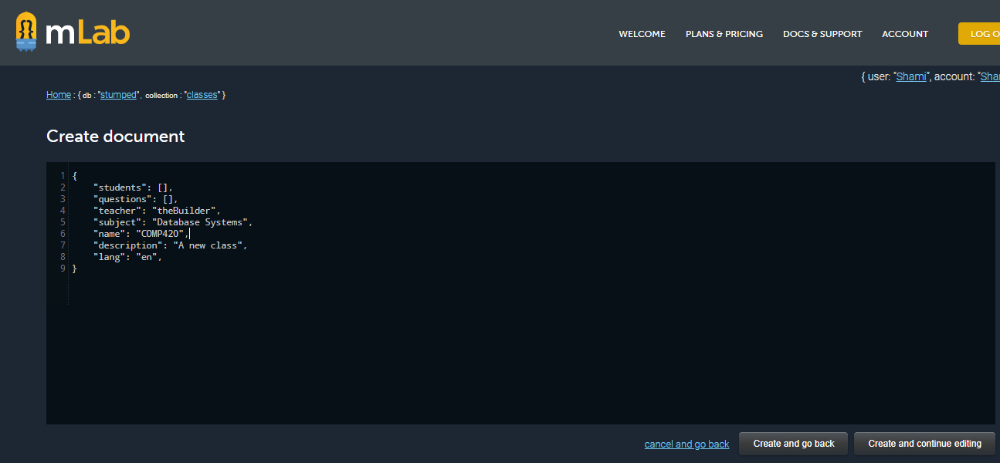 mLab
WELCOME PLANS & PRICING DOCS & SUPPORT ACCOUNT LOG O
{ user: "Shami", account: "Shar
Home : { db : "stumped", collection : "classes" }
Create document
1 {
2 "students": [],
3 "questions": [],
4 "teacher": "theBuilder",
5 "subject": "Database Systems",
6 "name": "COMP420",
7 "description": "A new class",
8 "lang": "en",
9 }
cancel and go back Create and go back Create and continue editing